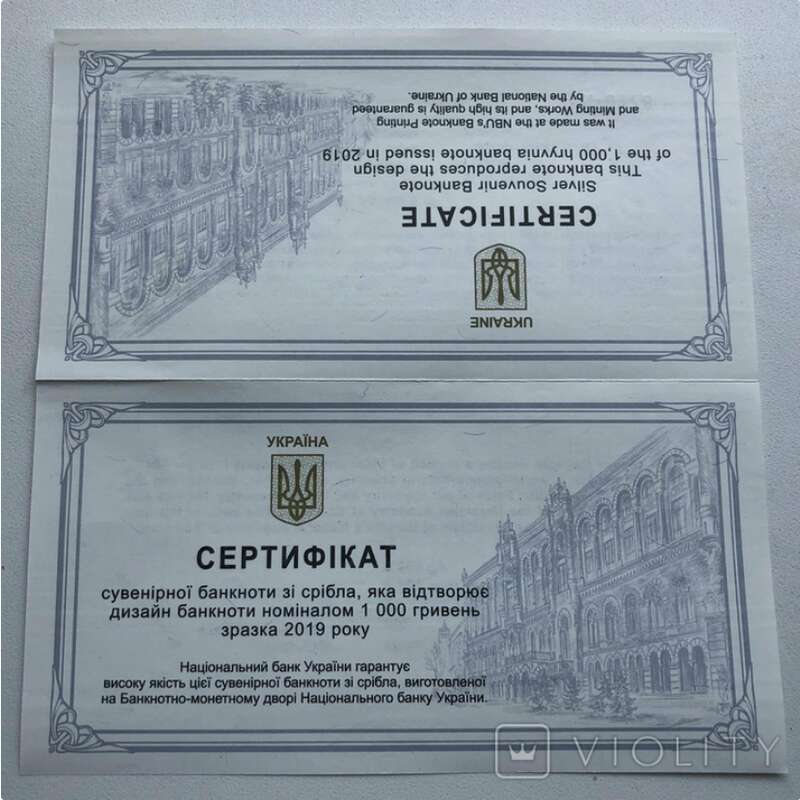 UKRAINE
CERTIFICATE
Silver Souvenir Banknote
This banknote reproduces the design
of the 1,000 hryvnia banknote issued in 2019
It was made at the NBU's Banknote Printing
and Minting Works, and its high quality is guaranteed
by the National Bank of Ukraine.
УКРАЇНА
СЕРТИФІКАТ
сувенірної банкноти зі срібла, яка відтворює
дизайн банкноти номіналом 1 000 гривень
зразка 2019 року
Національний банк України гарантує
високу якість цієї сувенірної банкноти зі срібла, виготовленої
на Банкнотно-монетному дворі Національного банку України.
VIOLITY